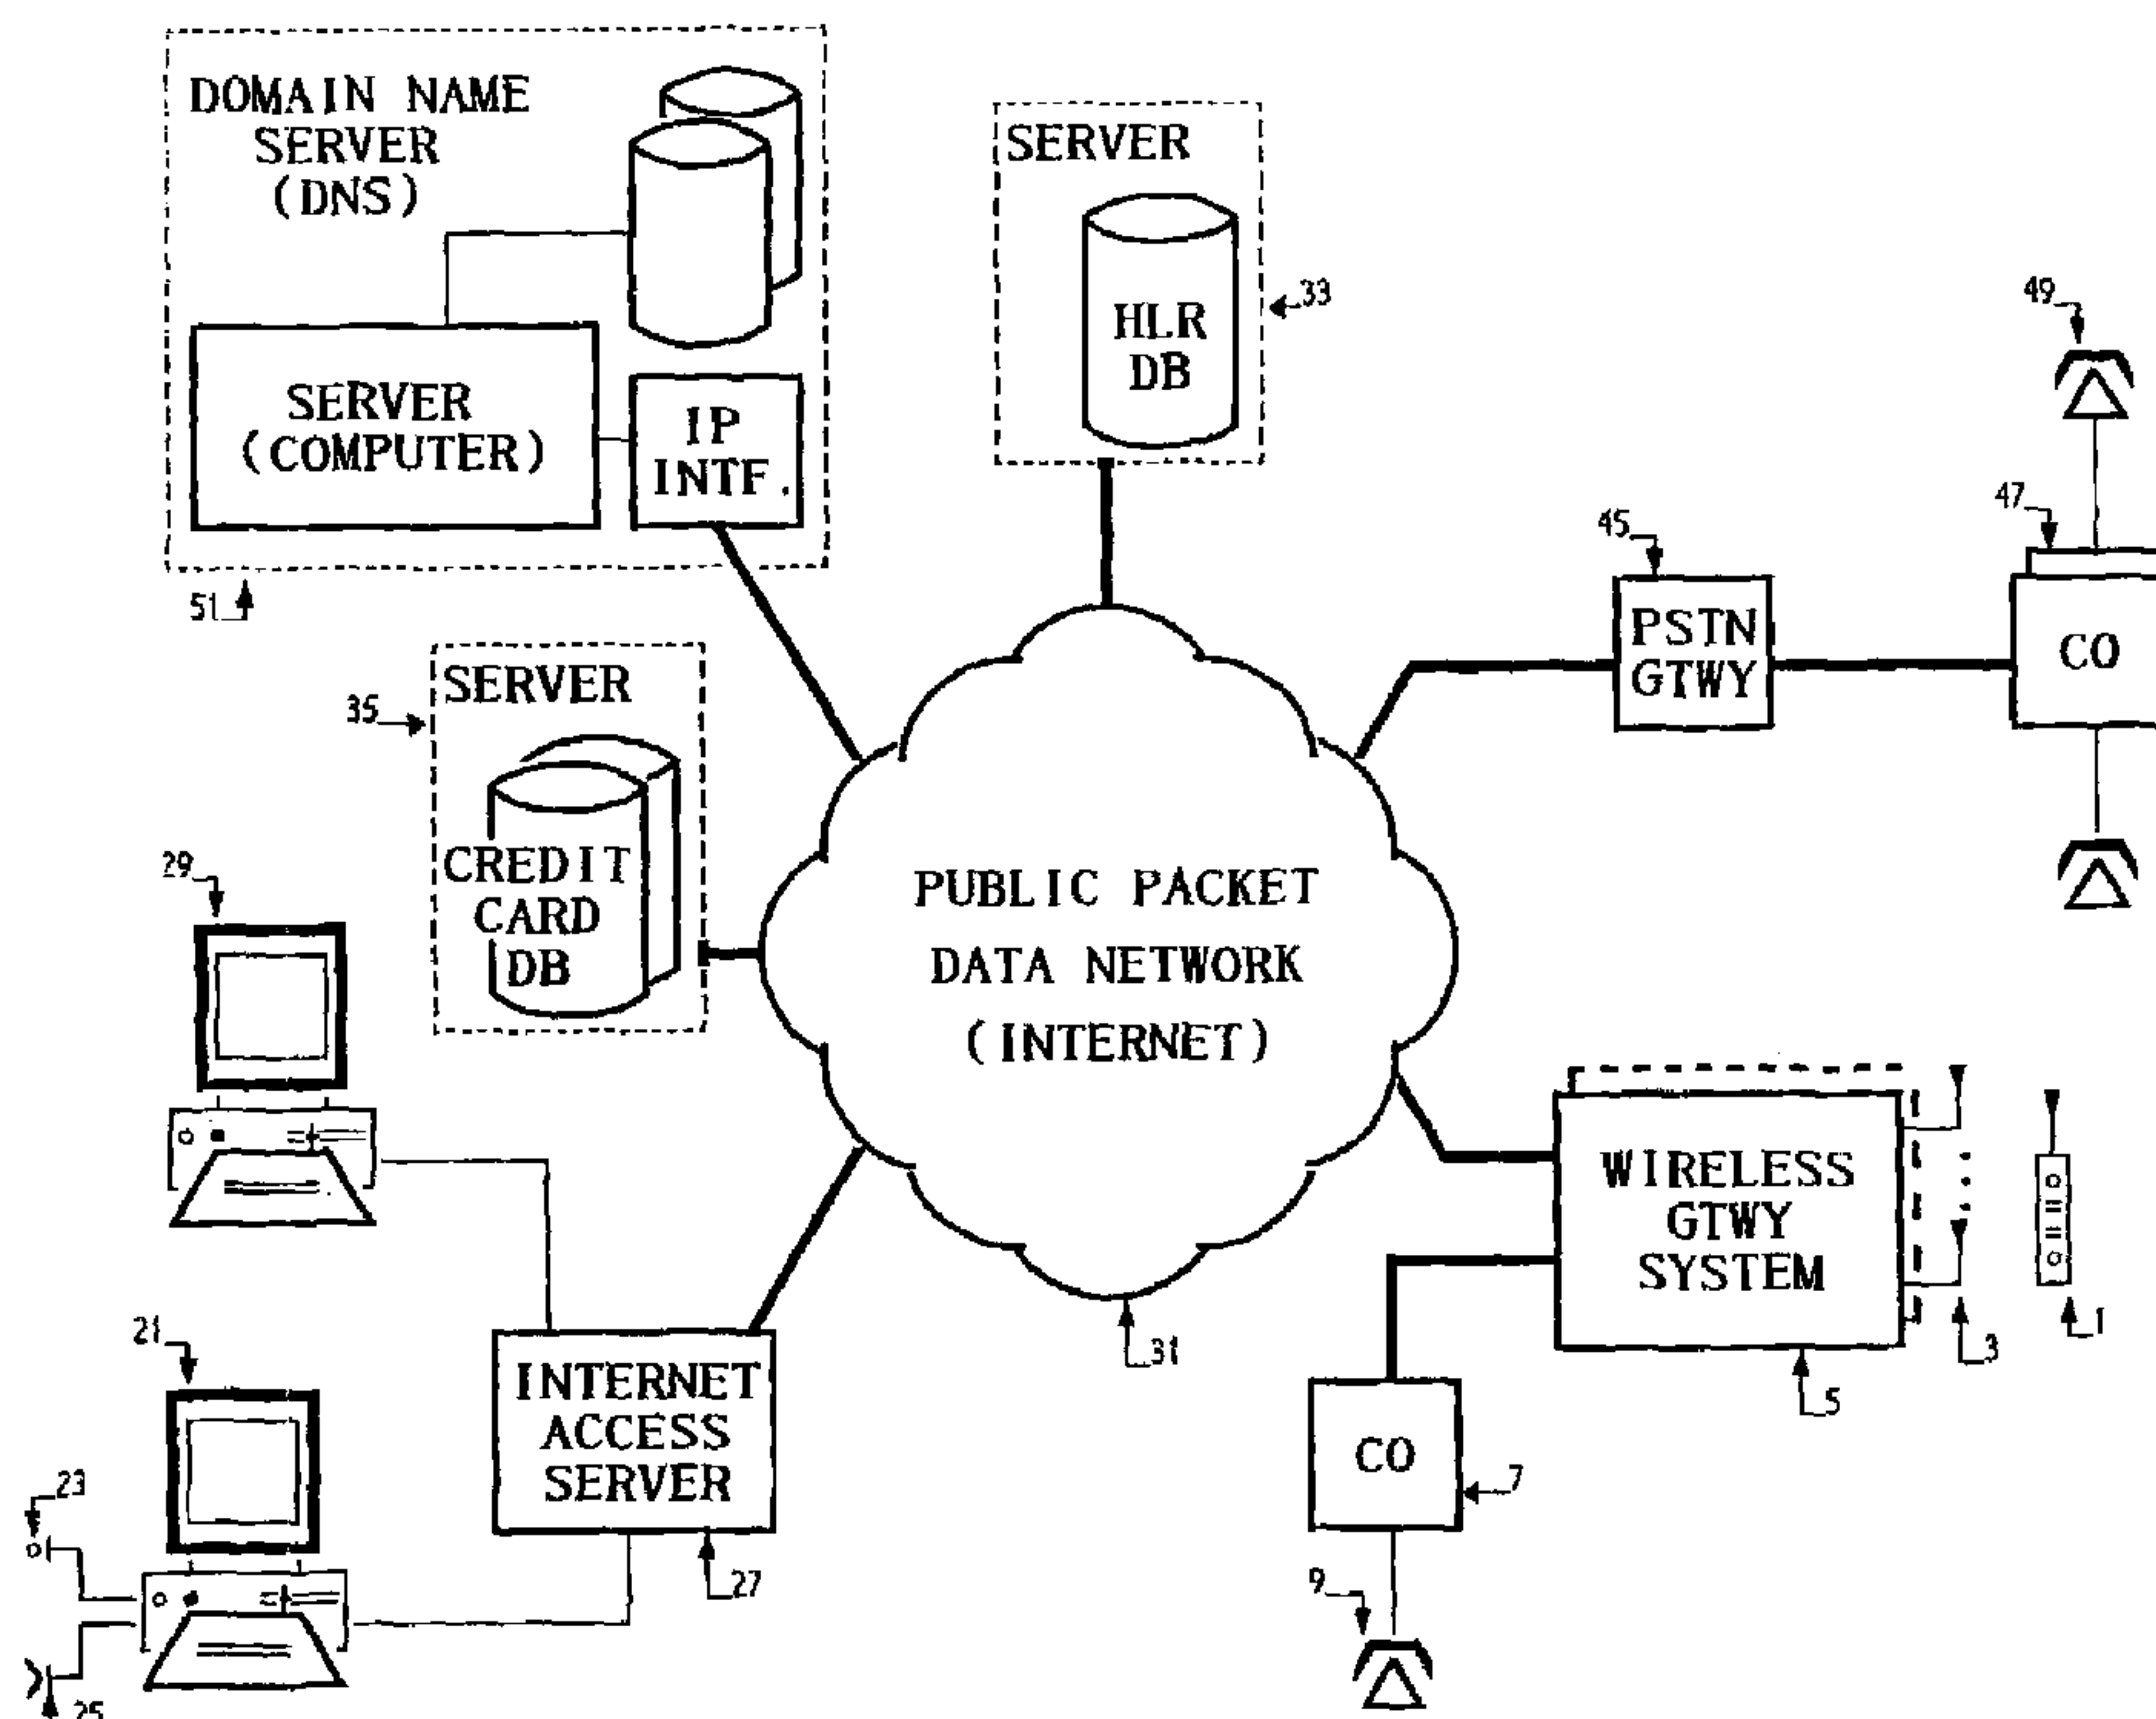 DOMAIN NAME
SERVER
(DNS)
SERVER
(COMPUTER)
IP
INTF.
51
SERVER
HLR
DB
33
49
47
45
PSTN
GTWY
CO
35
SERVER
CREDIT
CARD
DB
PUBLIC PACKET
DATA NETWORK
(INTERNET)
31
29
21
23
25
INTERNET
ACCESS
SERVER
27
WIRELESS
GTWY
SYSTEM
5
3
1
CO
7
9